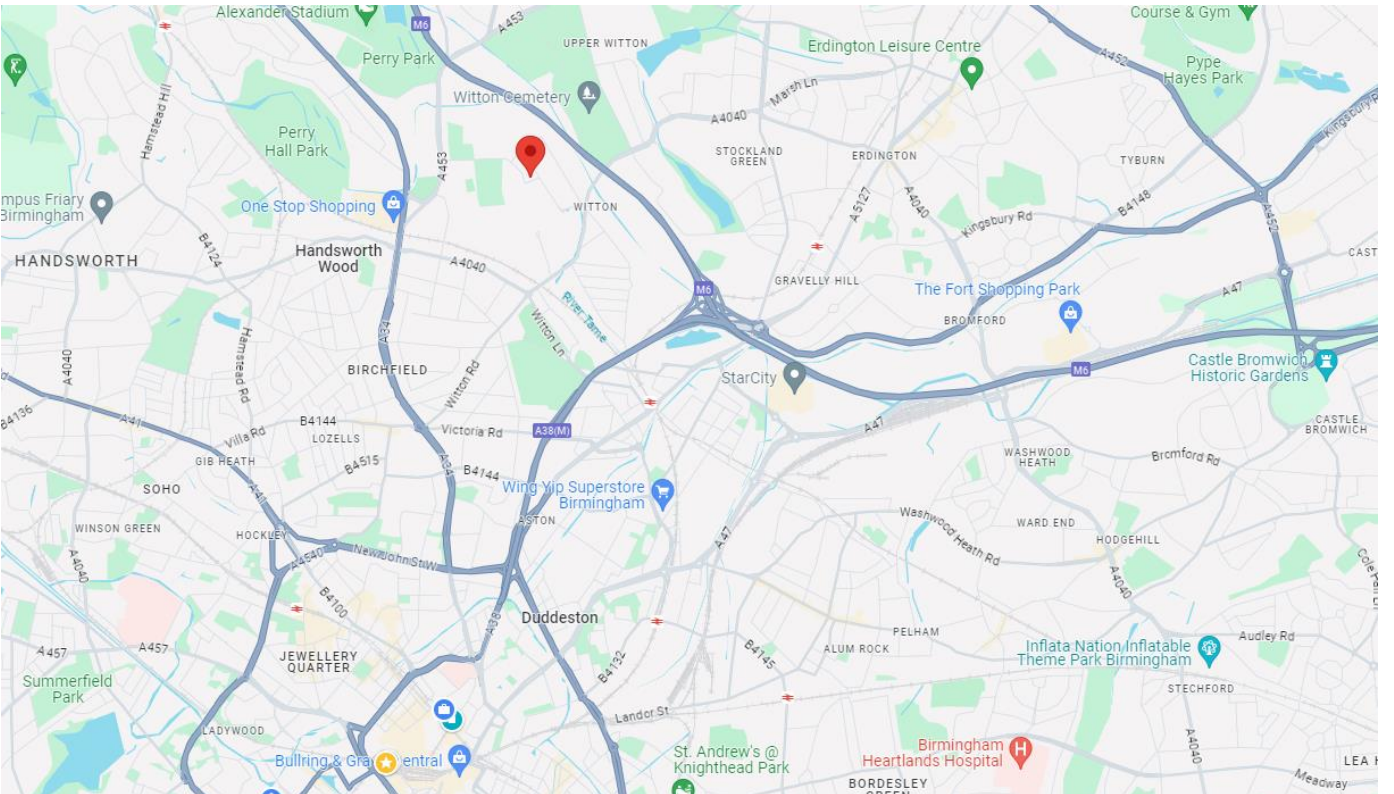 Alexander Stadium
M6
A453
UPPER WITTON
Erdington Leisure Centre
Course & Gym
A452
Perry Park
Pype
Hayes Park
Witton Cemetery
Marsh Ln
A4040
Hamstead Hill
Perry
Hall Park
A453
STOCKLAND
GREEN
ERDINGTON
TYBURN
mpus Friary
Birmingham
One Stop Shopping
WITTON
A5127
A4040
B4148
Kingsbury Rd
A452
B4124
HANDSWORTH
Handsworth
Wood
A4040
GRAVELLY HILL
CAST
M6
The Fort Shopping Park
A47
River Tame
Witton Ln
BROMFORD
A34
Hamstead Rd
A4040
BIRCHFIELD
Witton Rd
StarCity
M6
Castle Bromwich
Historic Gardens
B4136
A41
B4144
Villa Rd
LOZELLS
Victoria Rd
A38(M)
A47
CASTLE
BROMWICH
GIB HEATH
B4515
A34
B4144
WASHWOOD
HEATH
Bromford Rd
SOHO
A41
Wing Yip Superstore
Birmingham
WINSON GREEN
HOCKLEY
ASTON
Washwood Heath Rd
WARD END
HODGEHILL
A4540
New John St W
A47
A4040
A4040
B4100
Duddeston
A38
PELHAM
ALUM ROCK
Audley Rd
A457
A457
JEWELLERY
QUARTER
B4132
B4145
Inflata Nation Inflatable
Theme Park Birmingham
Summerfield
Park
STECHFORD
LADYWOOD
Landor St
A4040
Bullring & Gra entral
St. Andrew's @
Knighthead Park
Birmingham
Heartlands Hospital
H
LEA H
Meadway
BORDESLEY
GREEN